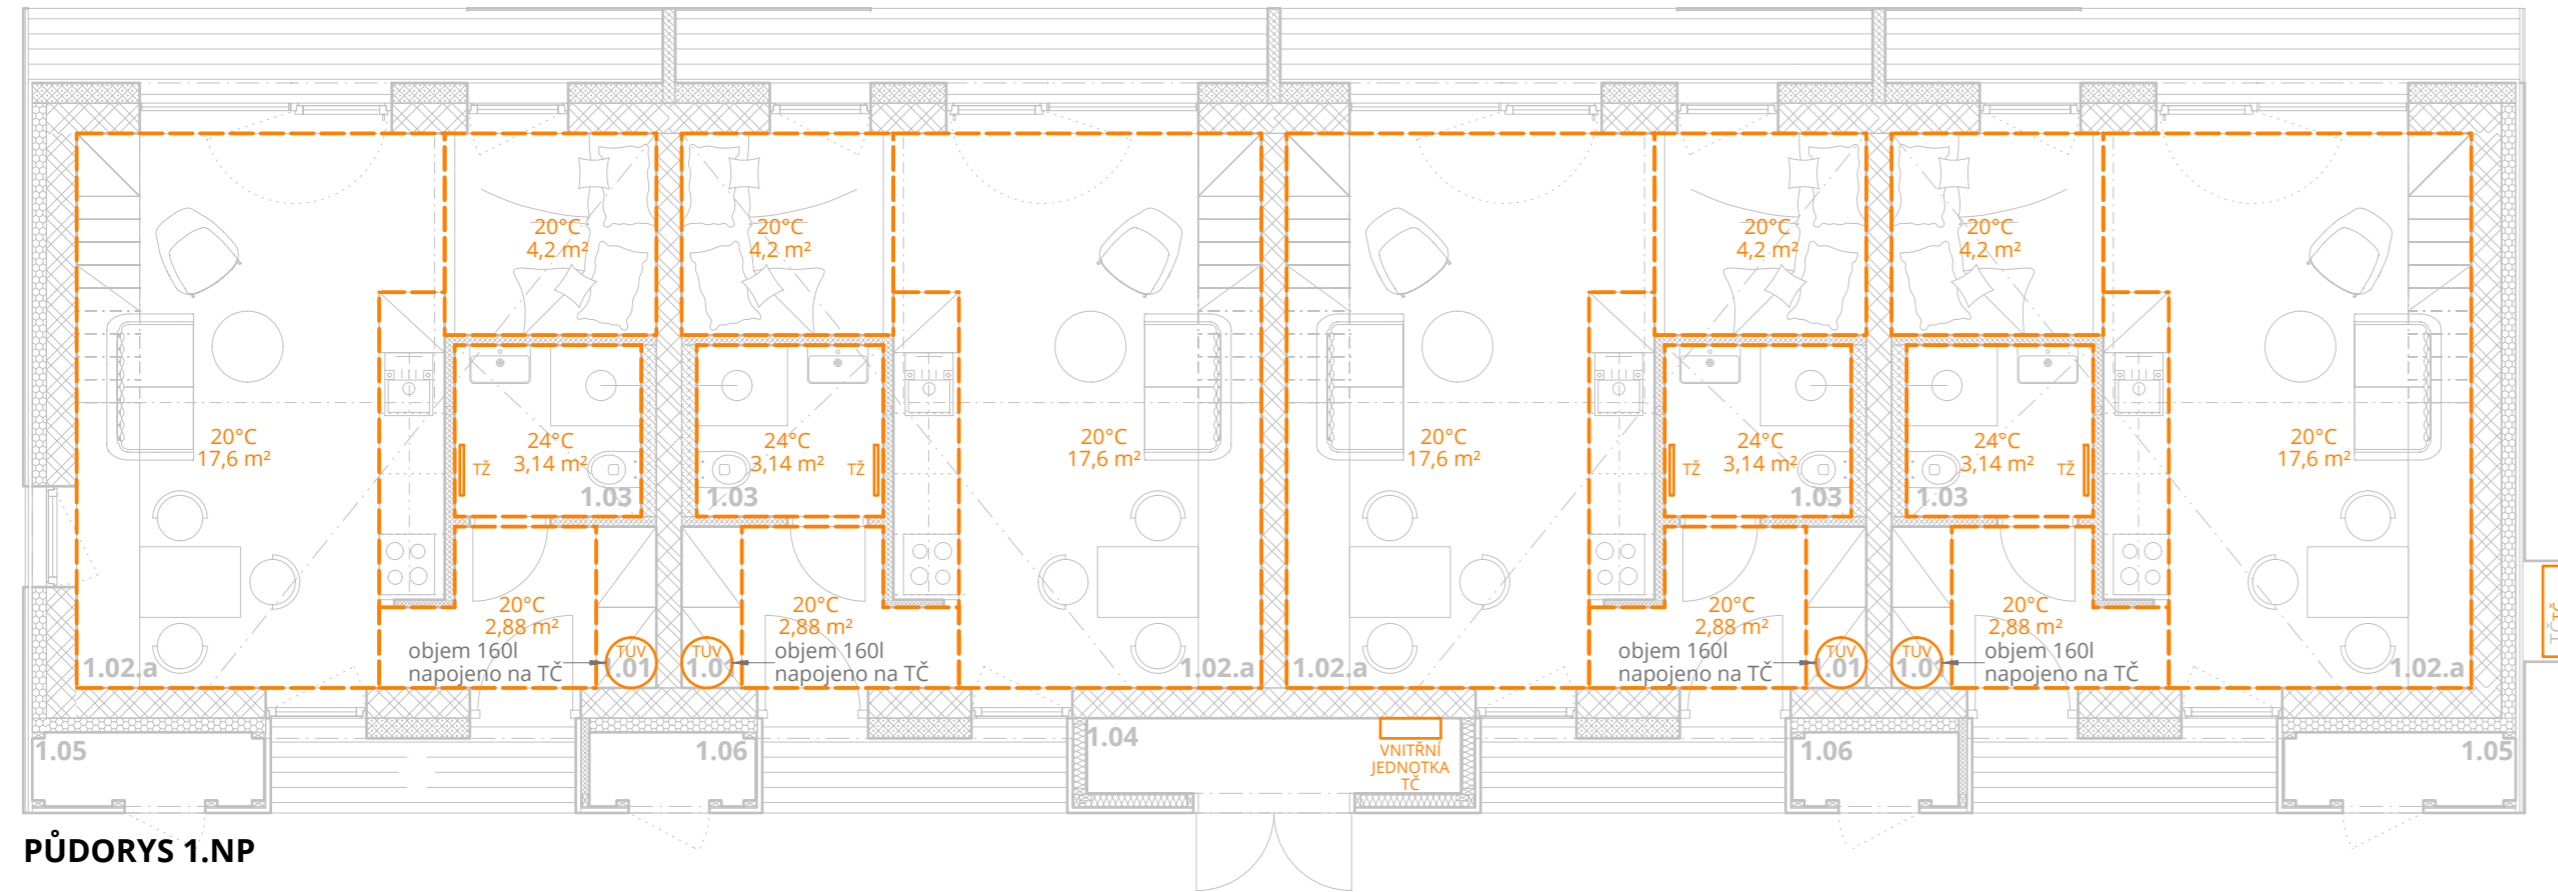 20°C
4,2 m²
20°C
4,2 m²
20°C
4,2 m²
20°C
4,2 m²
20°C
17,6 m²
24°C
3,14 m²
TŽ
1.03
24°C
3,14 m²
TŽ
1.03
20°C
17,6 m²
20°C
17,6 m²
24°C
3,14 m²
TŽ
1.03
24°C
3,14 m²
TŽ
1.03
20°C
17,6 m²
20°C
2,88 m²
objem 160l
napojeno na TČ
TUV
1.01
20°C
2,88 m²
objem 160l
napojeno na TČ
TUV
1.01
20°C
2,88 m²
objem 160l
napojeno na TČ
TUV
1.01
20°C
2,88 m²
objem 160l
napojeno na TČ
TUV
1.01
TČ
1.02.a
1.02.a
1.02.a
1.02.a
1.05
1.06
1.04
VNITŘNÍ
JEDNOTKA
TČ
1.06
1.05
PŮDORYS 1.NP